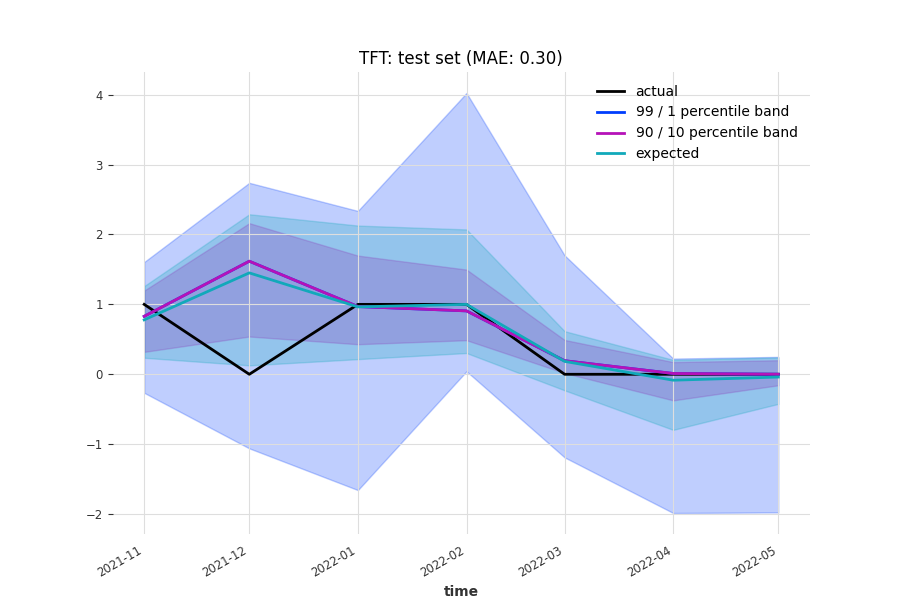 TFT: test set (MAE: 0.30)
actual
99 / 1 percentile band
90 / 10 percentile band
expected
4
3
2
1
0
−1
−2
2021-11
2021-12
2022-01
2022-02
2022-03
2022-04
2022-05
time